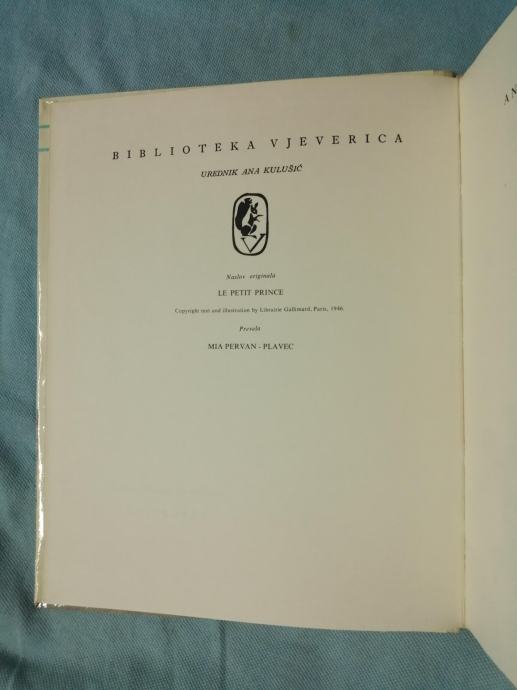 BIBLIOTEKA VJEVERICA
UREDNIK ANA KULUŠIĆ
V
Naslov originala
LE PETIT PRINCE
Copyright text and illustration by Librairie Gallimard, Paris, 1946.
Prevela
MIA PERVAN - PLAVEC
AN